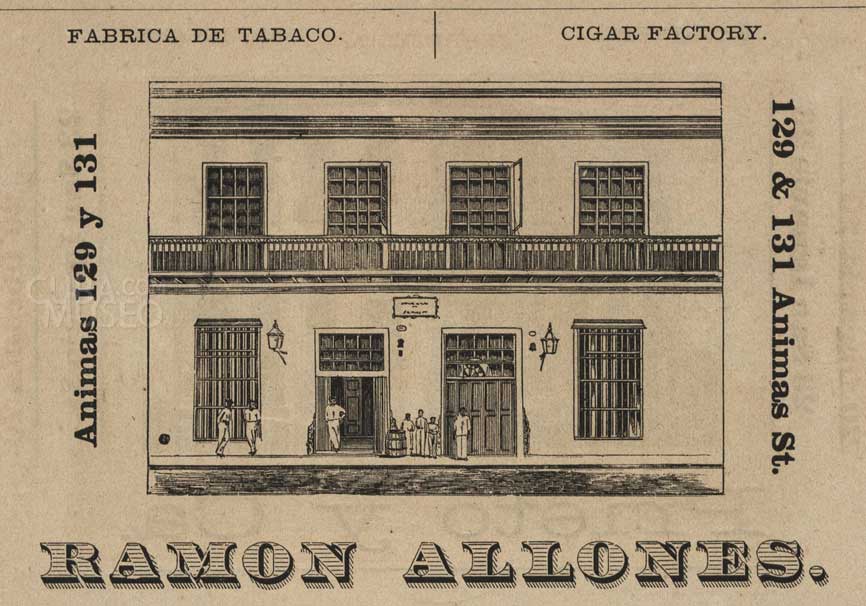 FABRICA DE TABACO.
CIGAR FACTORY.
Animas 129 y 131
129 & 131 Animas St.
RAMON ALLONES.